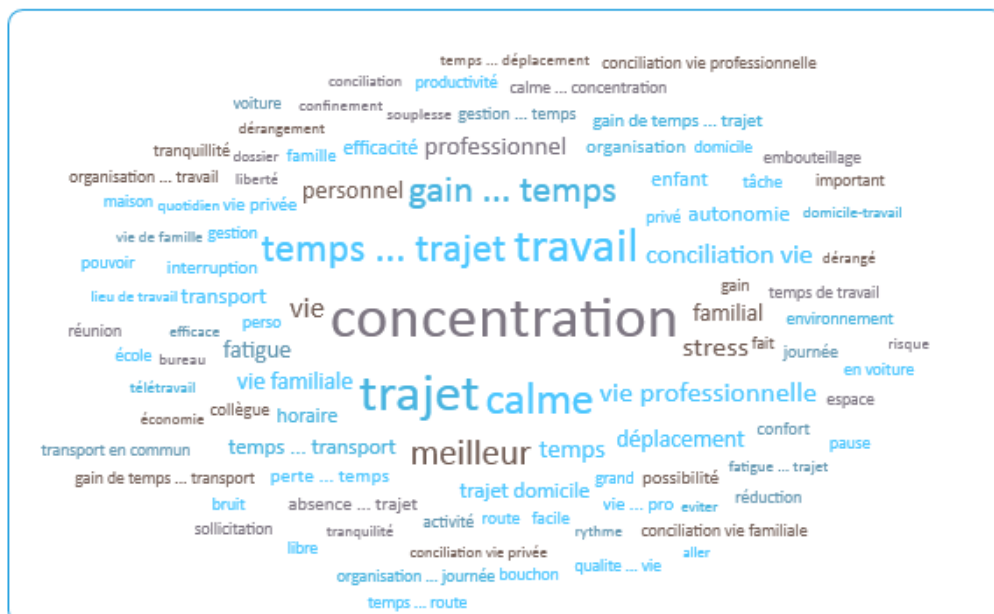 temps ... déplacement conciliation vie professionnelle
conciliation productivité calme ... concentration
voiture confinement souplesse gestion ... temps gain de temps ... trajet
dérangement
tranquillité dossier famille efficacité professionnel organisation domicile embouteillage
organisation ... travail liberté personnel gain ... temps enfant tâche important
maison quotidien vie privée privé autonomie domicile-travail
vie de famille gestion temps ... trajet travail conciliation vie dérangé
pouvoir interruption
lieu de travail transport vie concentration gain temps de travail
familial environnement
réunion efficace perso
fatigue stress fait journée risque
école bureau en voiture
télétravail vie familiale trajet calme vie professionnelle espace
économie collègue horaire
transport en commun temps ... transport meilleur temps déplacement confort pause
gain de temps ... transport perte ... temps grand possibilité fatigue ... trajet
bruit absence ... trajet trajet domicile vie ... pro eviter réduction
sollicitation tranquilité activité route facile rythme conciliation vie familiale
libre conciliation vie privée aller
organisation ... journée bouchon qualite ... vie
temps ... route